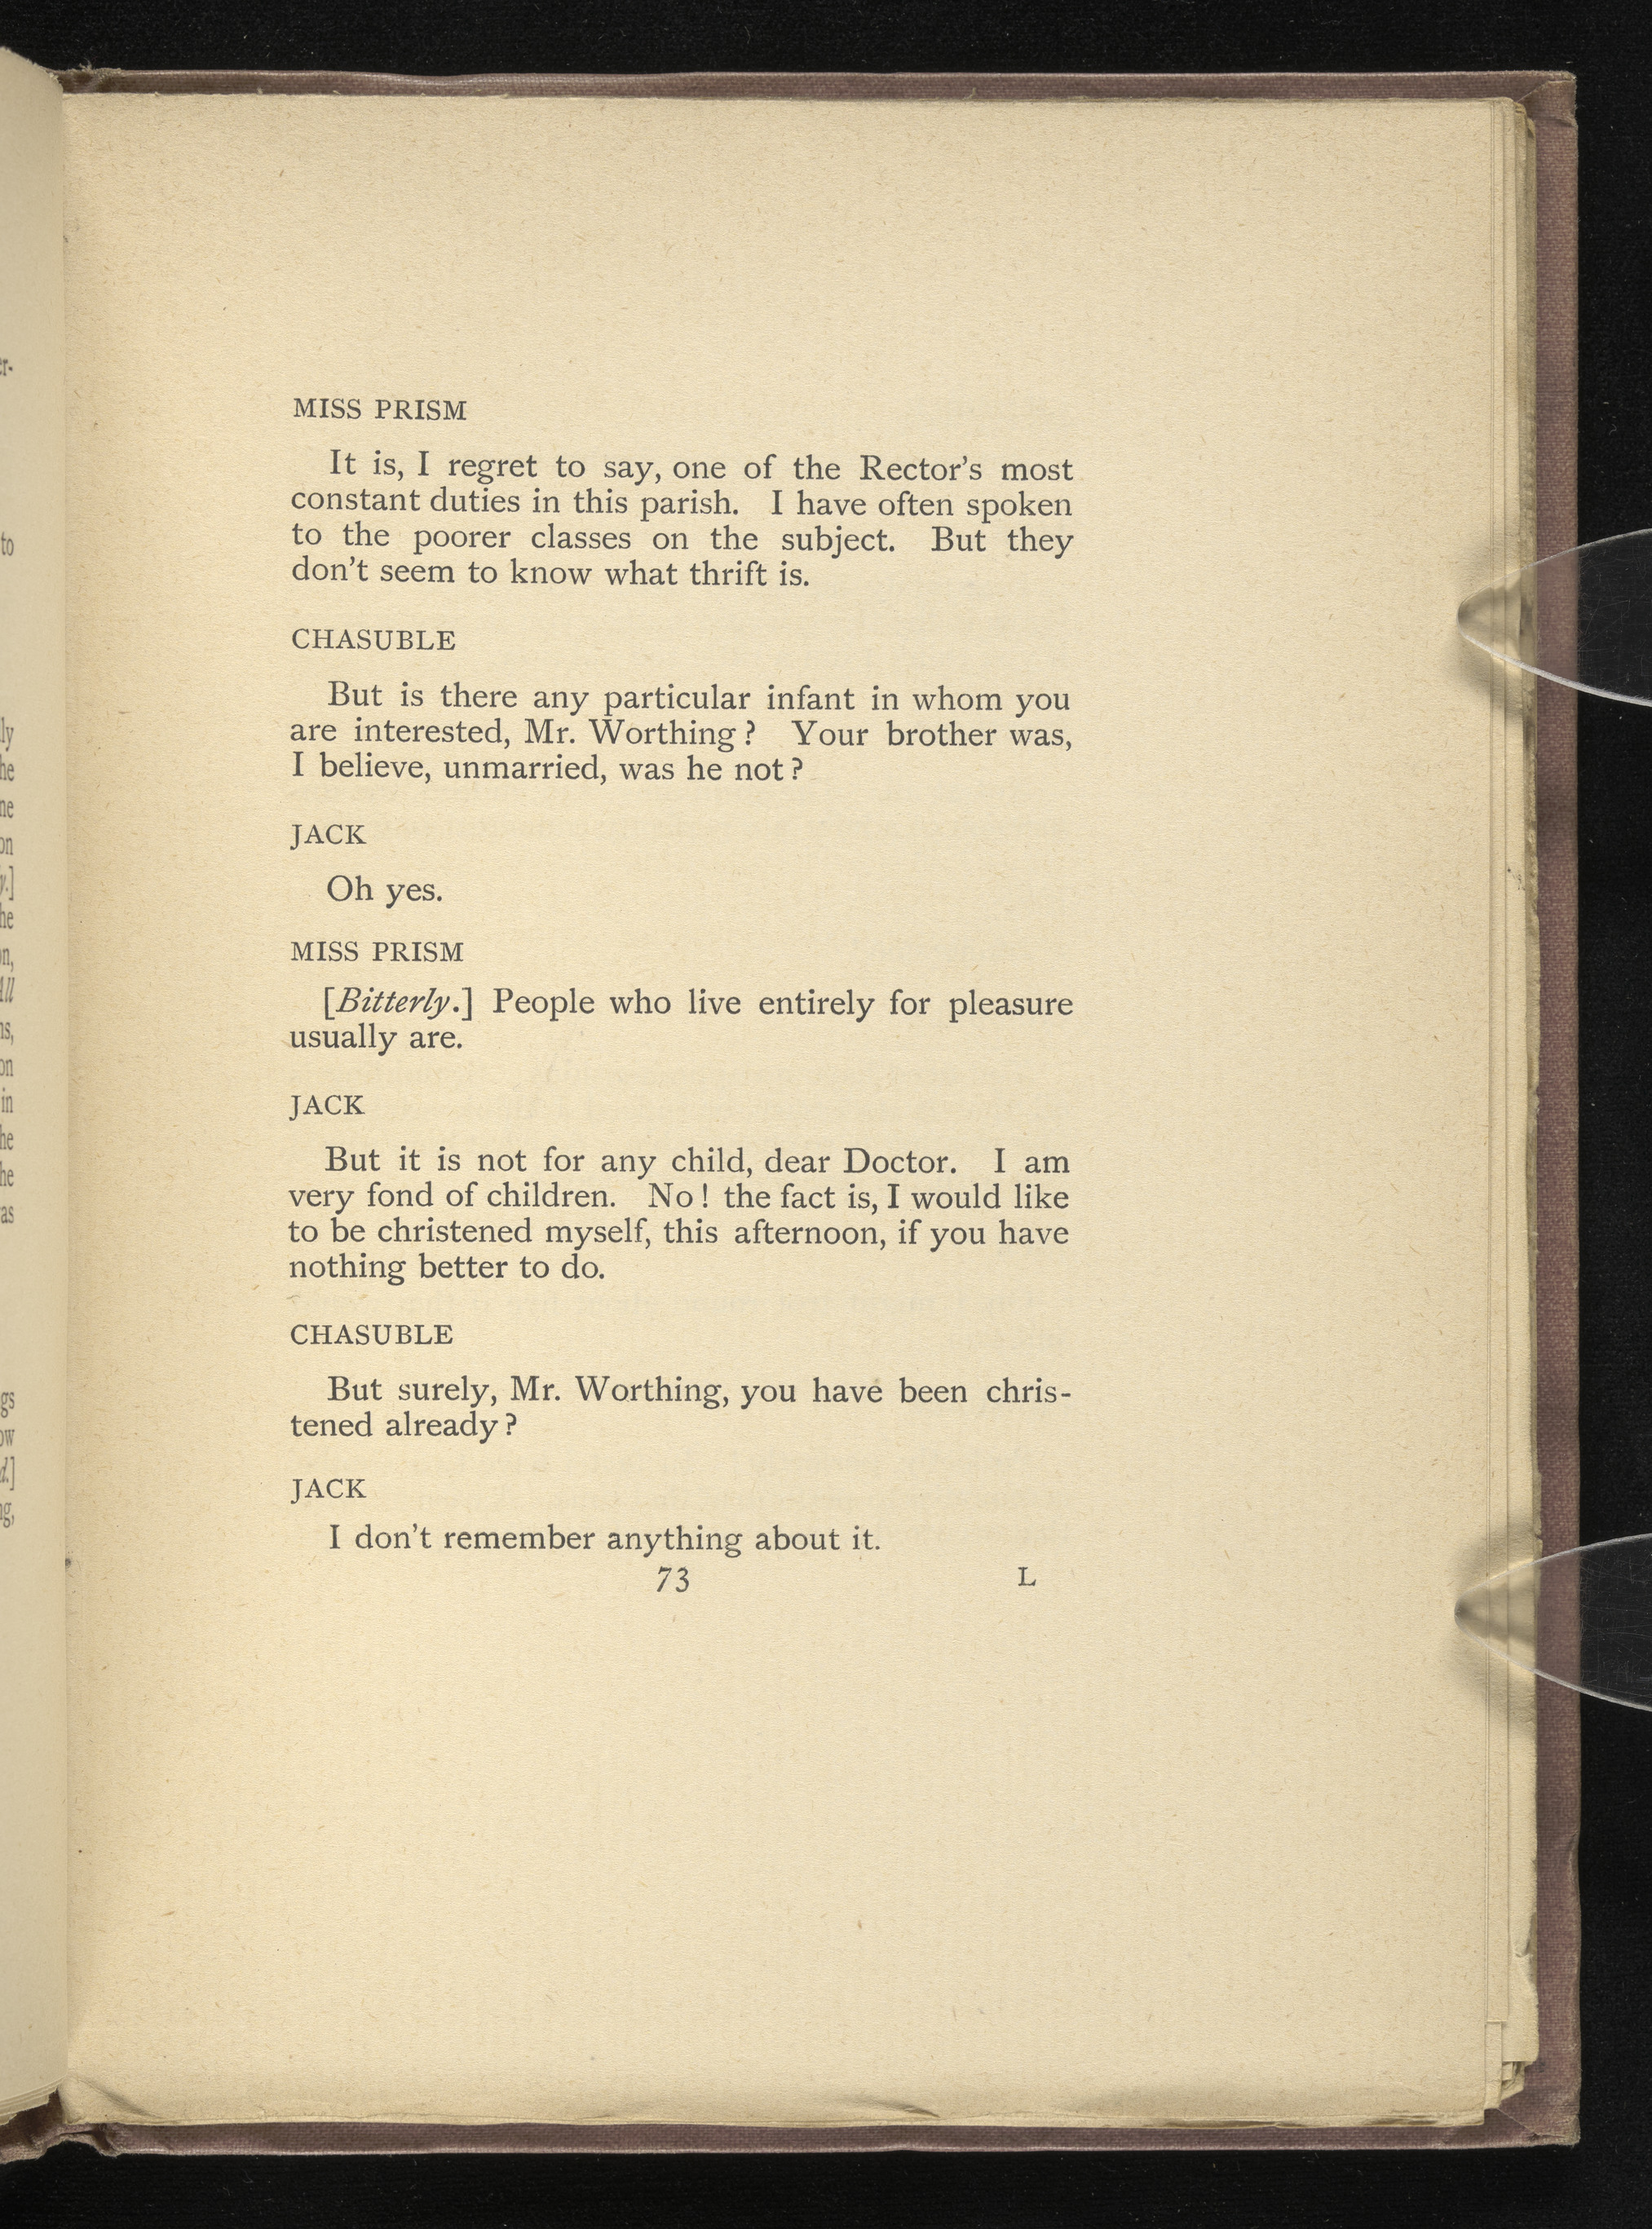 MISS PRISM
It is, I regret to say, one of the Rector's most
constant duties in this parish. I have often spoken
to the poorer classes on the subject. But they
don't seem to know what thrift is.
CHASUBLE
But is there any particular infant in whom you
are interested, Mr. Worthing? Your brother was,
I believe, unmarried, was he not?
JACK
Oh yes.
MISS PRISM
[Bitterly.] People who live entirely for pleasure
usually are.
JACK
But it is not for any child, dear Doctor. I am
very fond of children. No! the fact is, I would like
to be christened myself, this afternoon, if you have
nothing better to do.
CHASUBLE
But surely, Mr. Worthing, you have been chris-
tened already?
JACK
I don't remember anything about it.
73 L